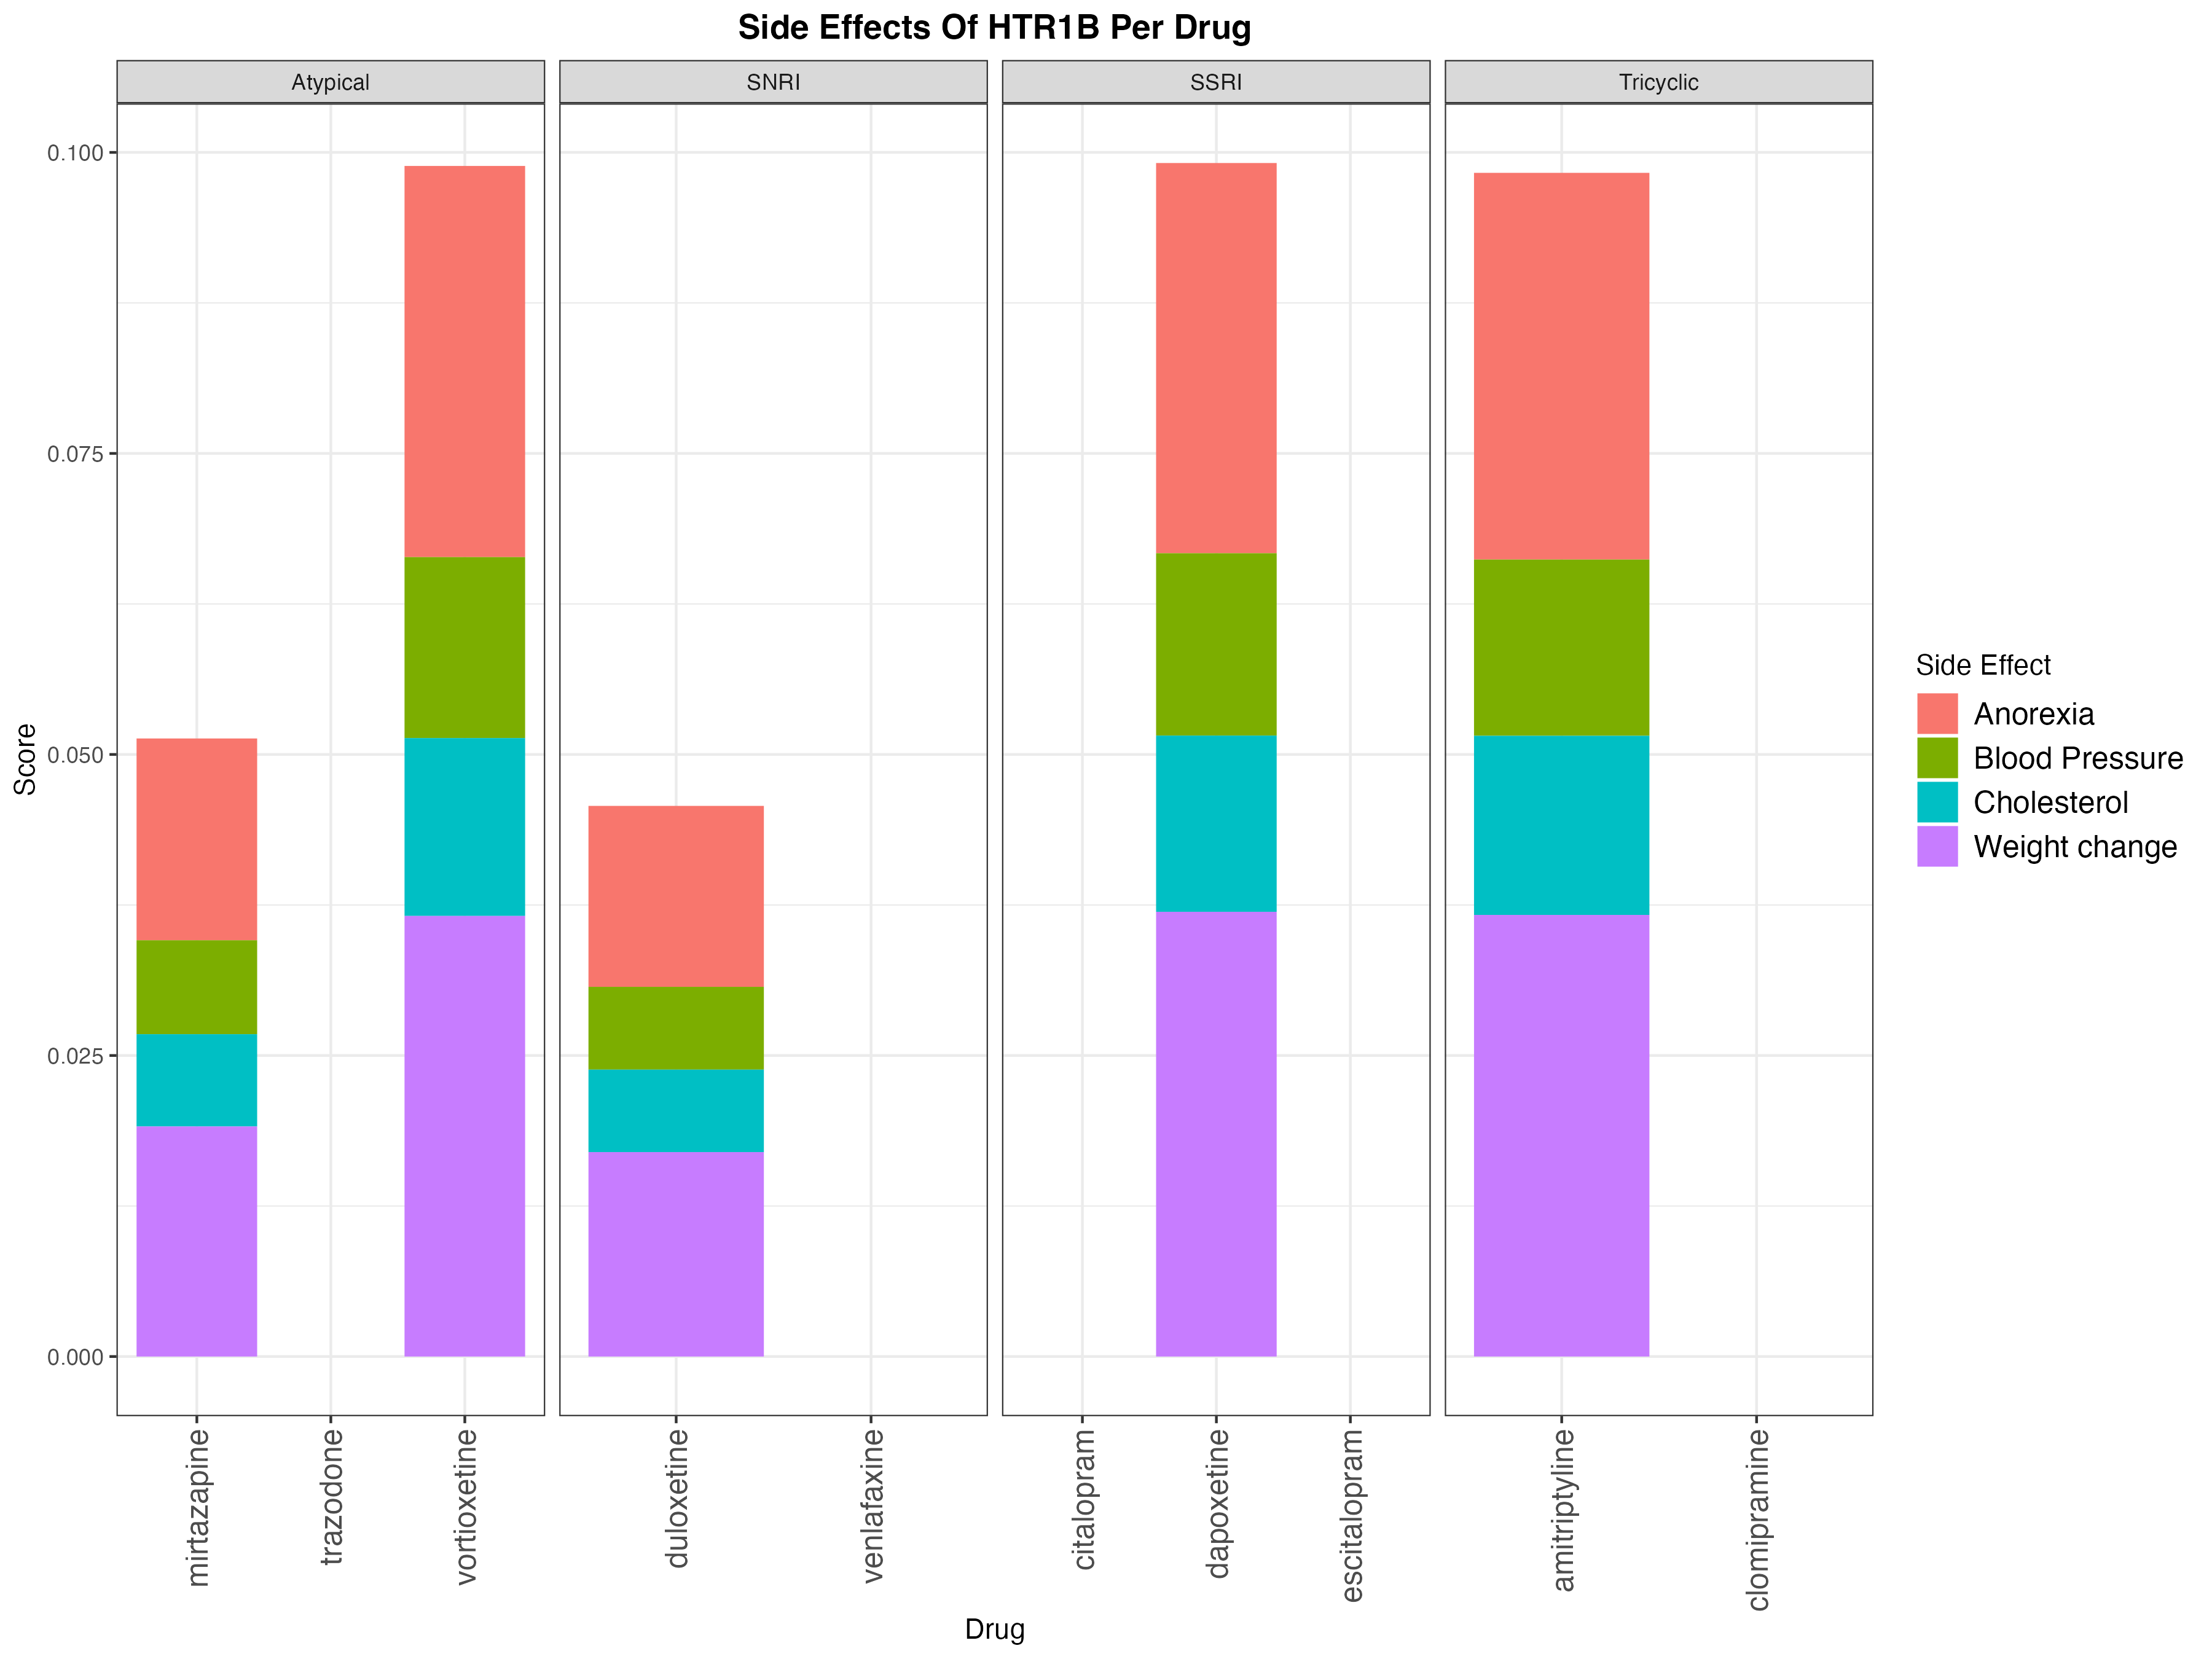 Side Effects Of HTR1B Per Drug
Atypical
SNRI
SSRI
Tricyclic
Score
0.100
0.075
0.050
0.025
0.000
mirtazapine
trazodone
vortioxetine
duloxetine
venlafaxine
citalopram
dapoxetine
escitalopram
amitriptyline
clomipramine
Drug
Side Effect
Anorexia
Blood Pressure
Cholesterol
Weight change